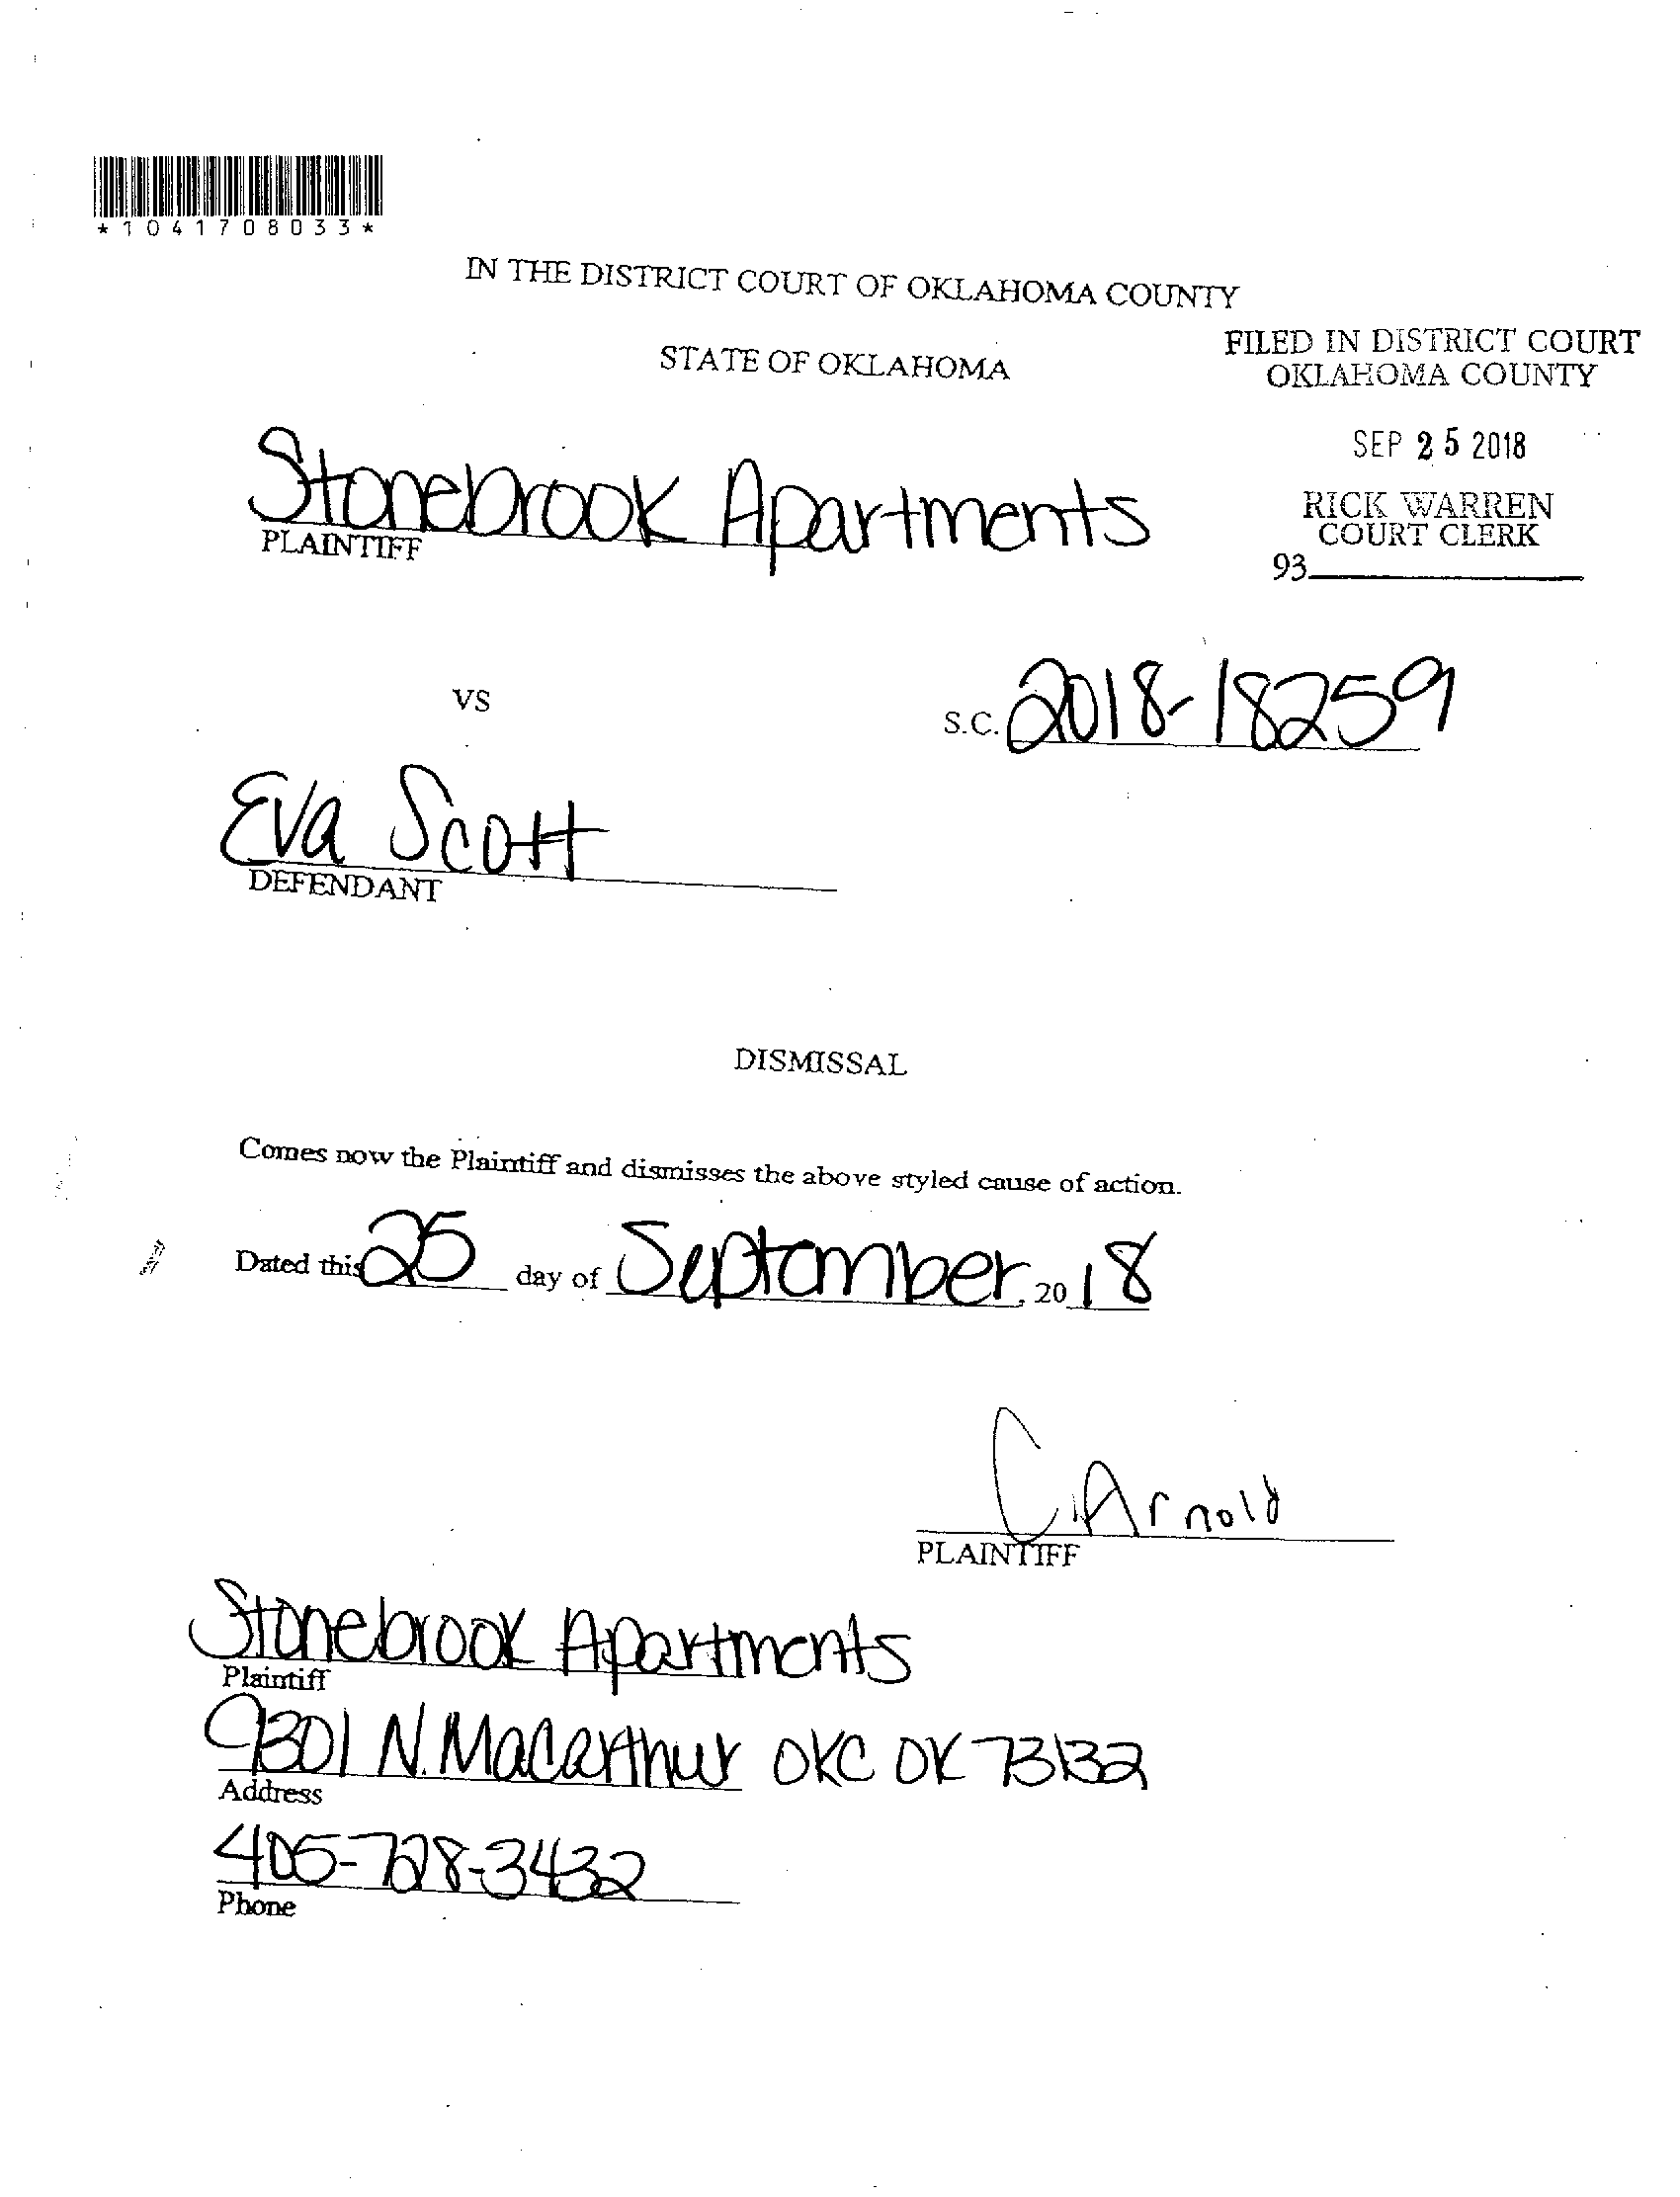 *1041708033*
IN THE DISTRICT COURT OF OKLAHOMA COUNTY
STATE OF OKLAHOMA
FILED IN DISTRICT COURT
OKLAHOMA COUNTY
SEP 25 2018
RICK WARREN
COURT CLERK
93
Stonebrook Apartments
PLAINTIFF
VS
S.C. 2018-18259
Eva Scott
DEFENDANT
DISMISSAL
Comes now the Plaintiff and dismisses the above styled cause of action.
Dated this 25 day of September, 20 18
C. Arnold
PLAINTIFF
Stonebrook Apartments
Plaintiff
9301 N. Macarthur OKC OK 73132
Address
405-728-3432
Phone